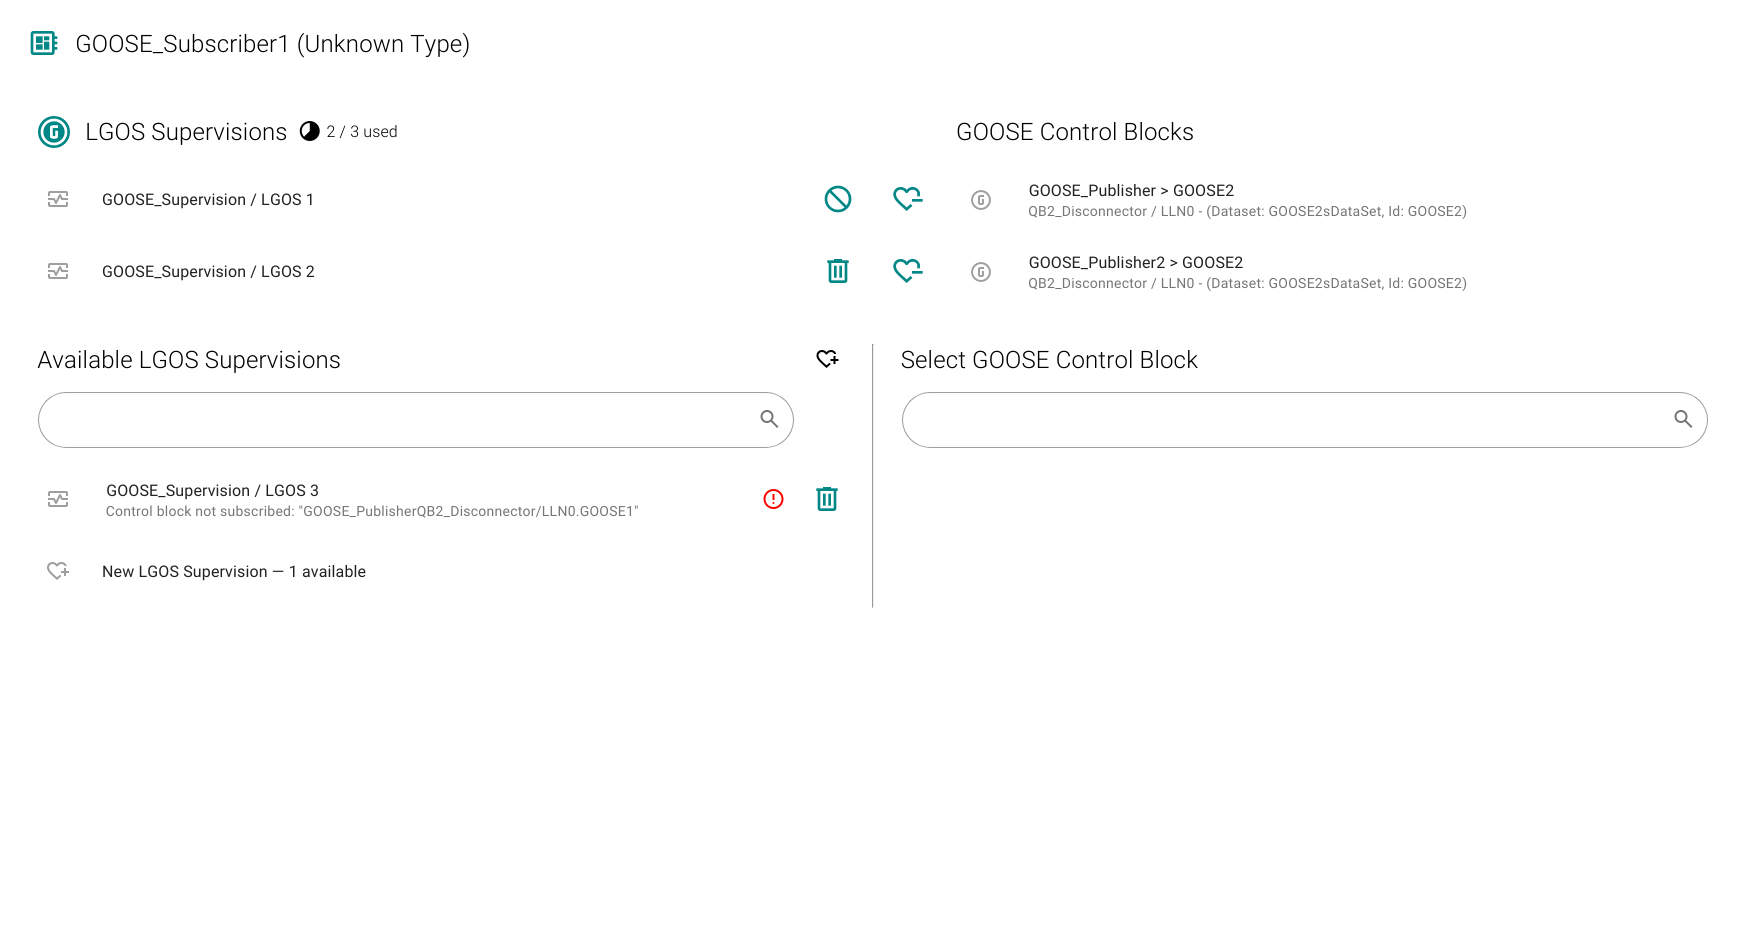 GOOSE_Subscriber1 (Unknown Type)
LGOS Supervisions 2 / 3 used
GOOSE Control Blocks
GOOSE_Supervision / LGOS 1
GOOSE_Publisher > GOOSE2
QB2_Disconnector / LLN0 - (Dataset: GOOSE2sDataSet, Id: GOOSE2)
GOOSE_Supervision / LGOS 2
GOOSE_Publisher2 > GOOSE2
QB2_Disconnector / LLN0 - (Dataset: GOOSE2sDataSet, Id: GOOSE2)
Available LGOS Supervisions
Select GOOSE Control Block
GOOSE_Supervision / LGOS 3
Control block not subscribed: "GOOSE_PublisherQB2_Disconnector/LLN0.GOOSE1"
New LGOS Supervision — 1 available